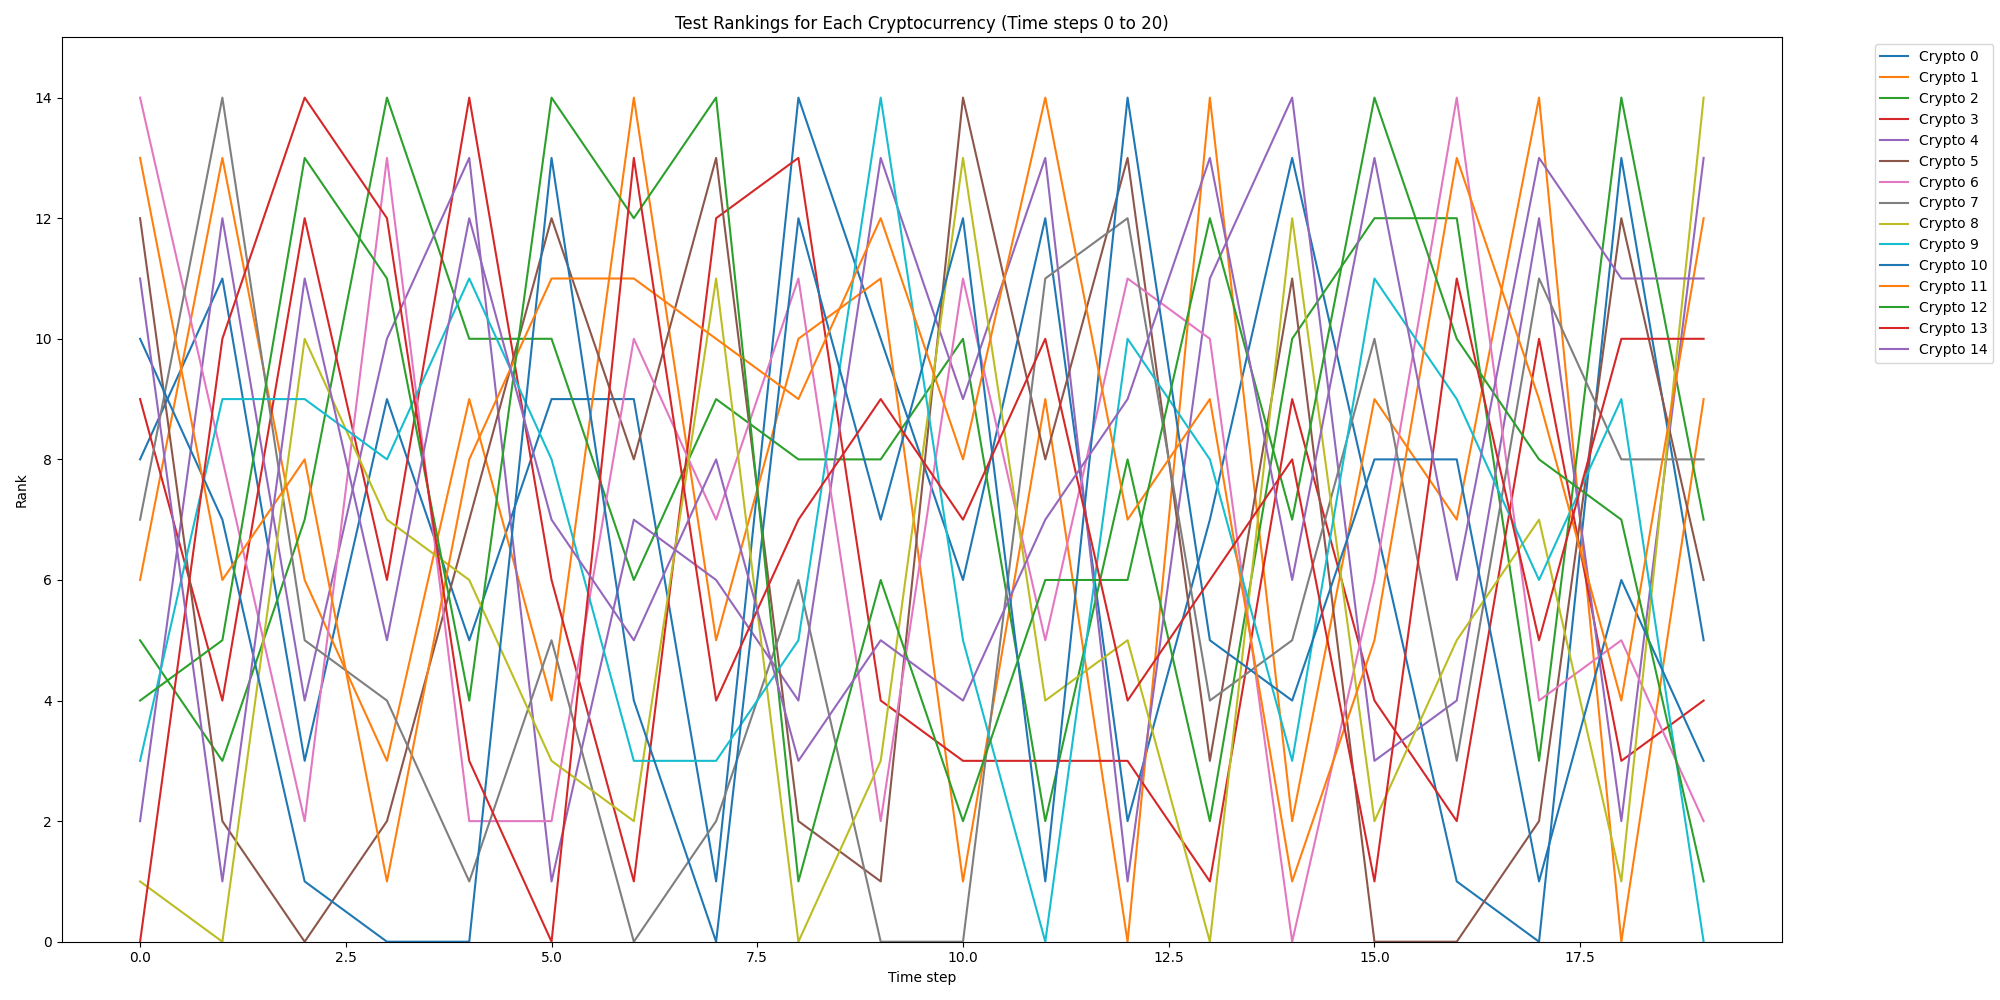 Test Rankings for Each Cryptocurrency (Time steps 0 to 20)
Rank
14
12
10
8
6
4
2
0
0.0 2.5 5.0 7.5 10.0 12.5 15.0 17.5
Time step
Crypto 0
Crypto 1
Crypto 2
Crypto 3
Crypto 4
Crypto 5
Crypto 6
Crypto 7
Crypto 8
Crypto 9
Crypto 10
Crypto 11
Crypto 12
Crypto 13
Crypto 14